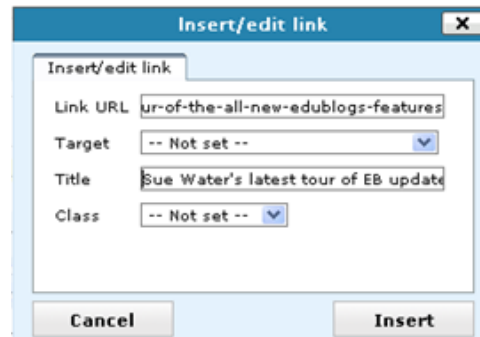 Insert/edit link
x
Insert/edit link
Link URL ur-of-the-all-new-edublogs-features
Target -- Not set --
Title Sue Water's latest tour of EB update
Class -- Not set --
Cancel Insert